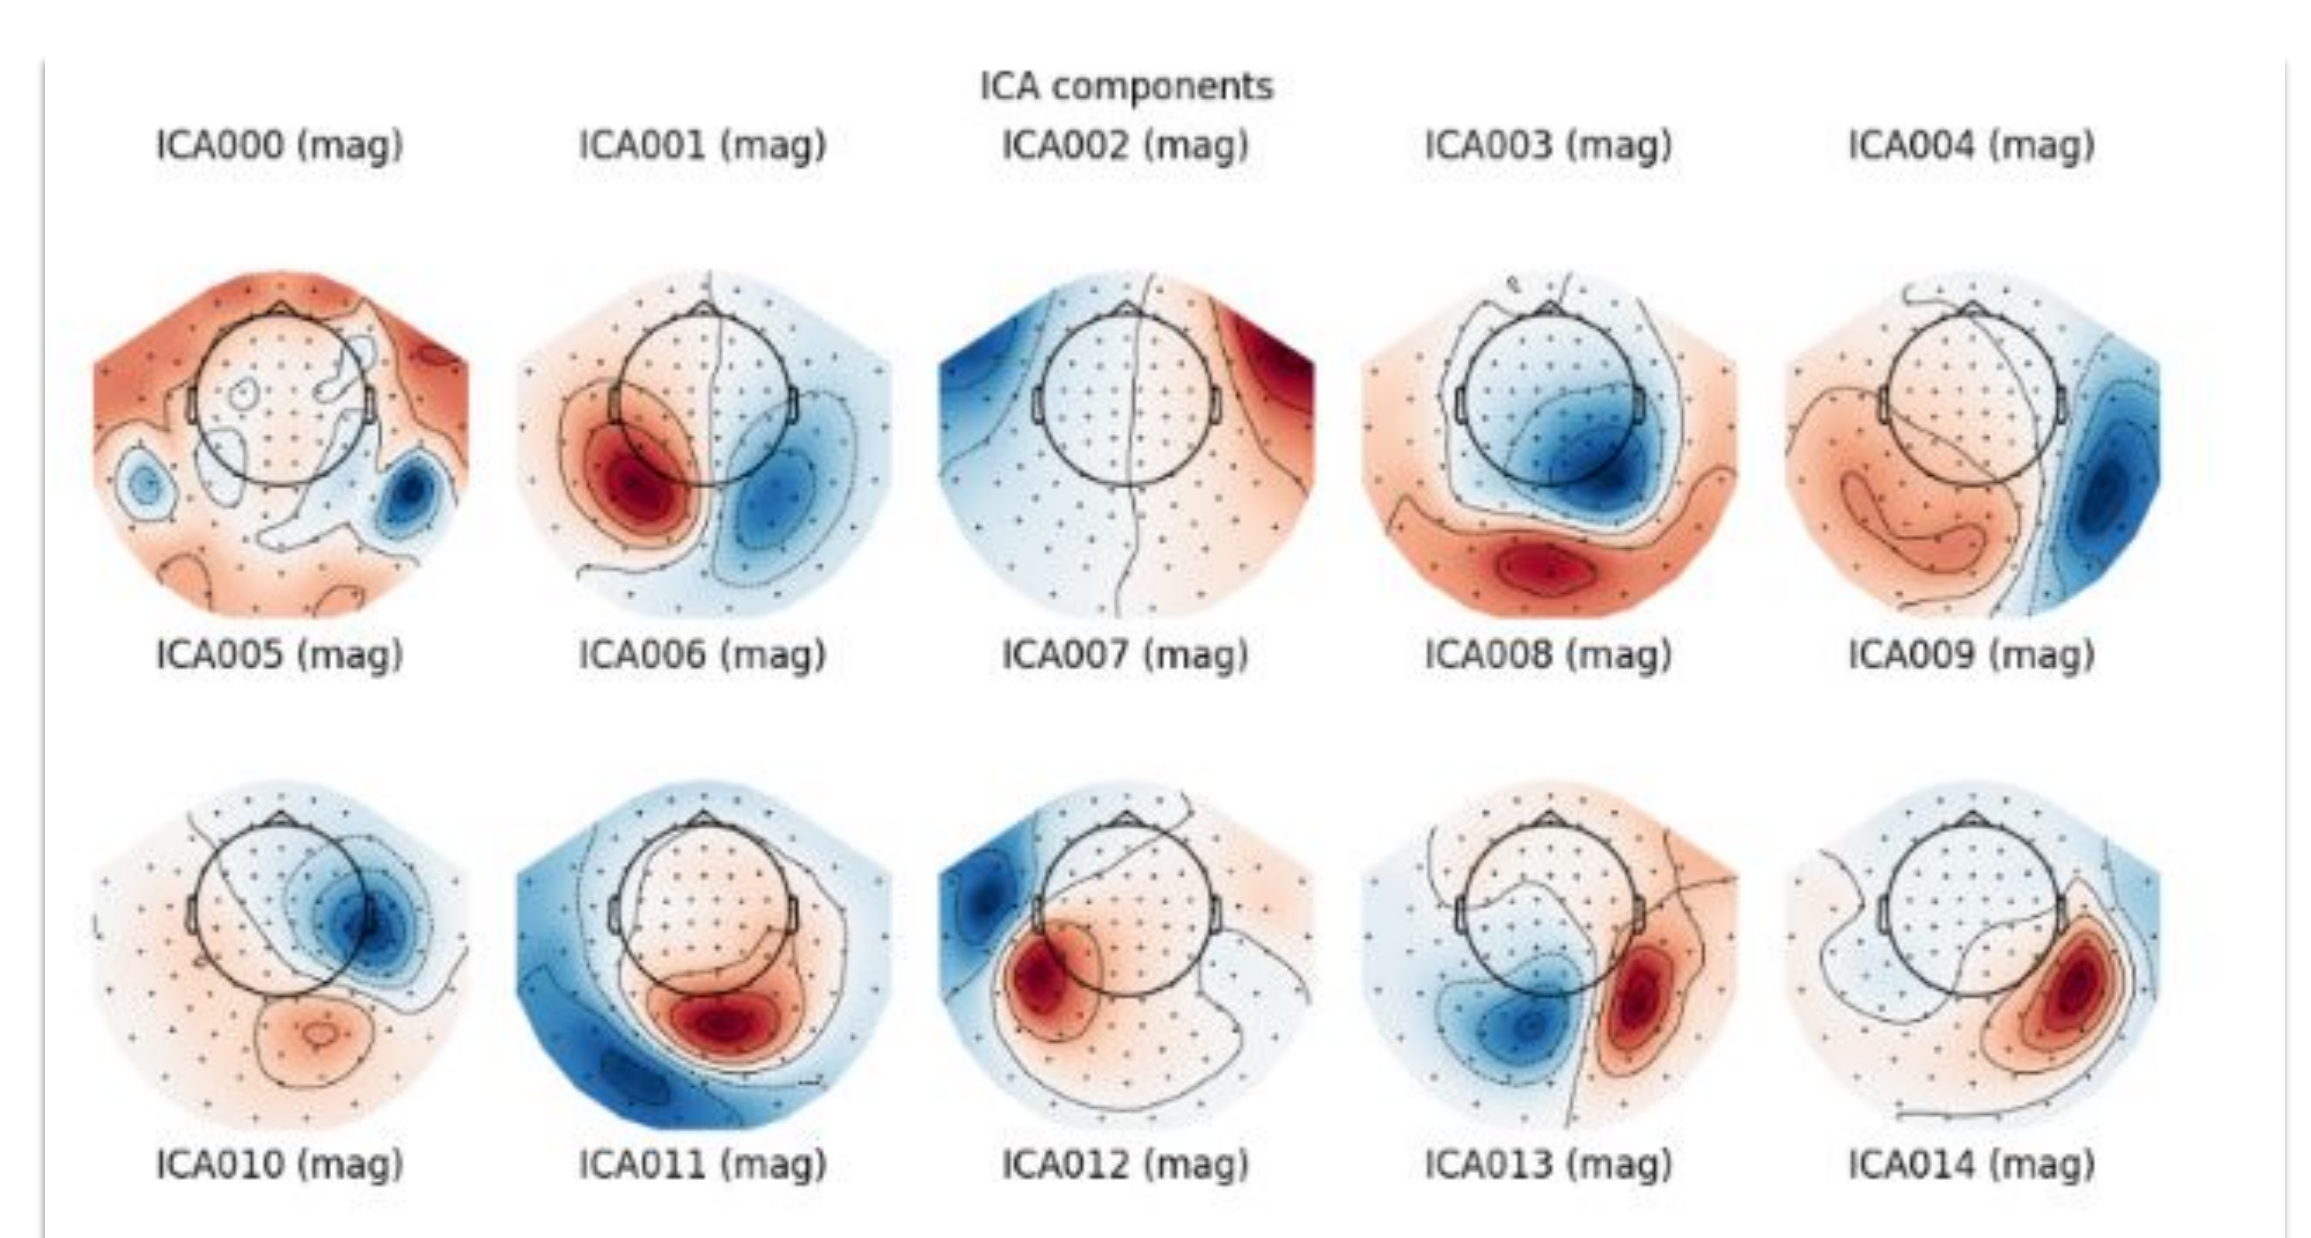 ICA components
ICA000 (mag) ICA001 (mag) ICA002 (mag) ICA003 (mag) ICA004 (mag)
ICA005 (mag) ICA006 (mag) ICA007 (mag) ICA008 (mag) ICA009 (mag)
ICA010 (mag) ICA011 (mag) ICA012 (mag) ICA013 (mag) ICA014 (mag)